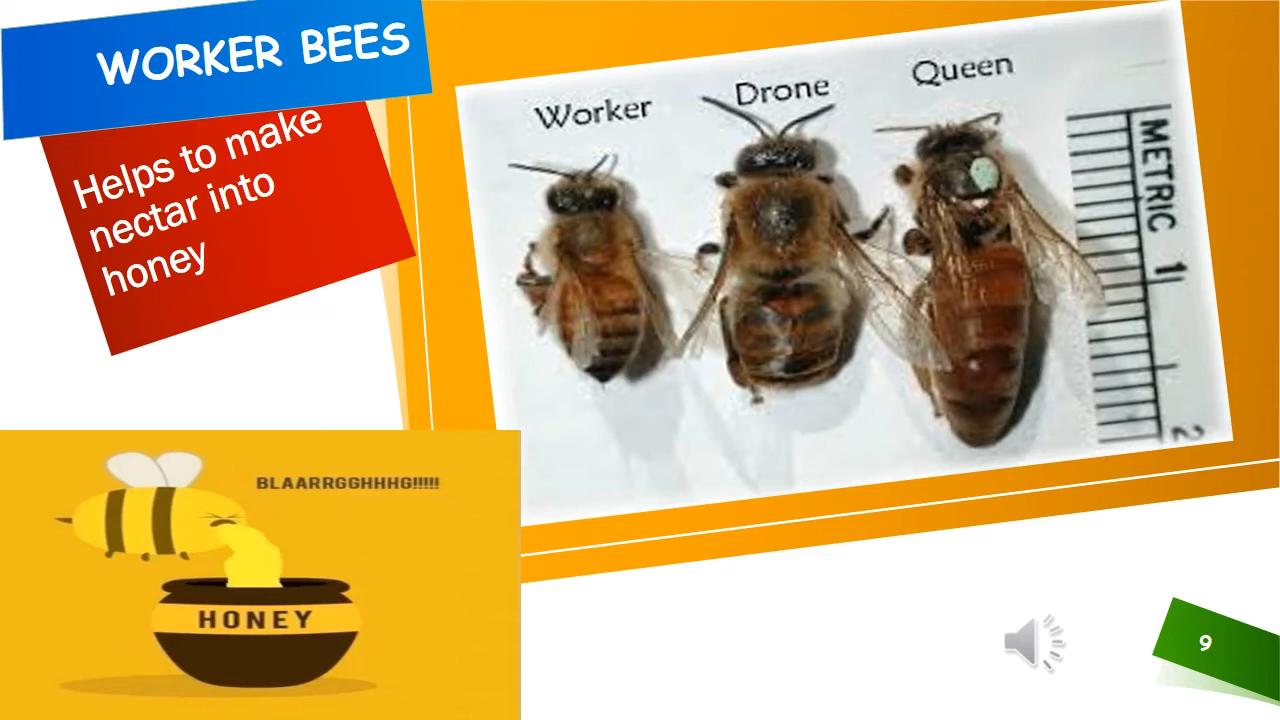 WORKER BEES
Helps to make
nectar into
honey
Worker
Drone
Queen
METRIC 1
2
BLAARRGGHHHG!!!!!
HONEY
9